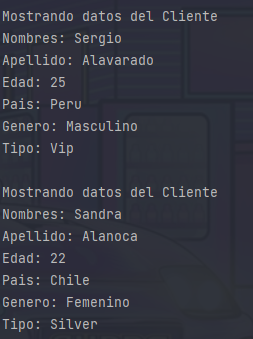 Mostrando datos del Cliente
Nombres: Sergio
Apellido: Alavarado
Edad: 25
Pais: Peru
Genero: Masculino
Tipo: Vip
Mostrando datos del Cliente
Nombres: Sandra
Apellido: Alanoca
Edad: 22
Pais: Chile
Genero: Femenino
Tipo: Silver